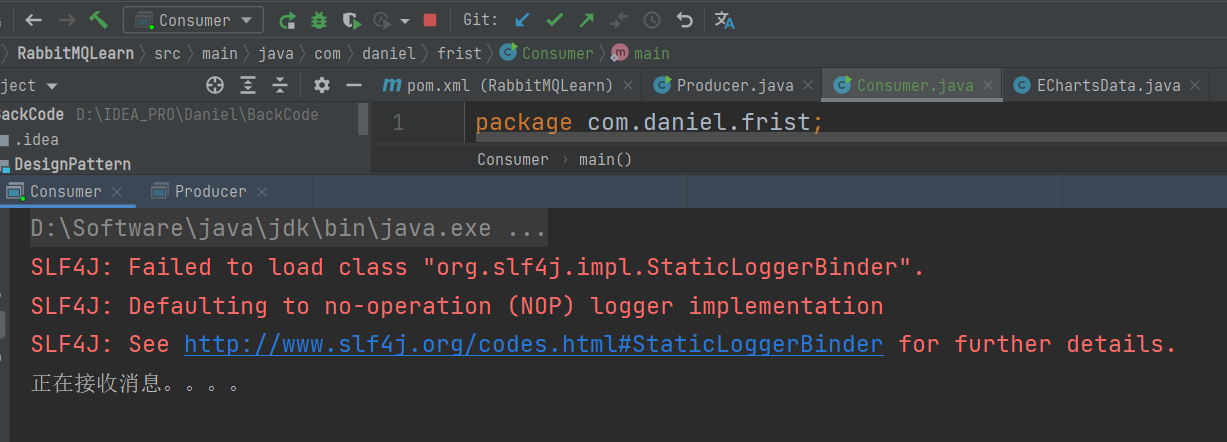 Consumer Git:
RabbitMQLearn src main java com daniel frist Consumer main
ject pom.xml (RabbitMQLearn) Producer.java Consumer.java EChartsData.java
BackCode D:\IDEA_PRO\Daniel\BackCode
1 package com.daniel.frist;
.idea
Consumer main()
DesignPattern
Consumer Producer
D:\Software\java\jdk\bin\java.exe ...
SLF4J: Failed to load class "org.slf4j.impl.StaticLoggerBinder".
SLF4J: Defaulting to no-operation (NOP) logger implementation
SLF4J: See http://www.slf4j.org/codes.html#StaticLoggerBinder for further details.
正在接收消息。。。。